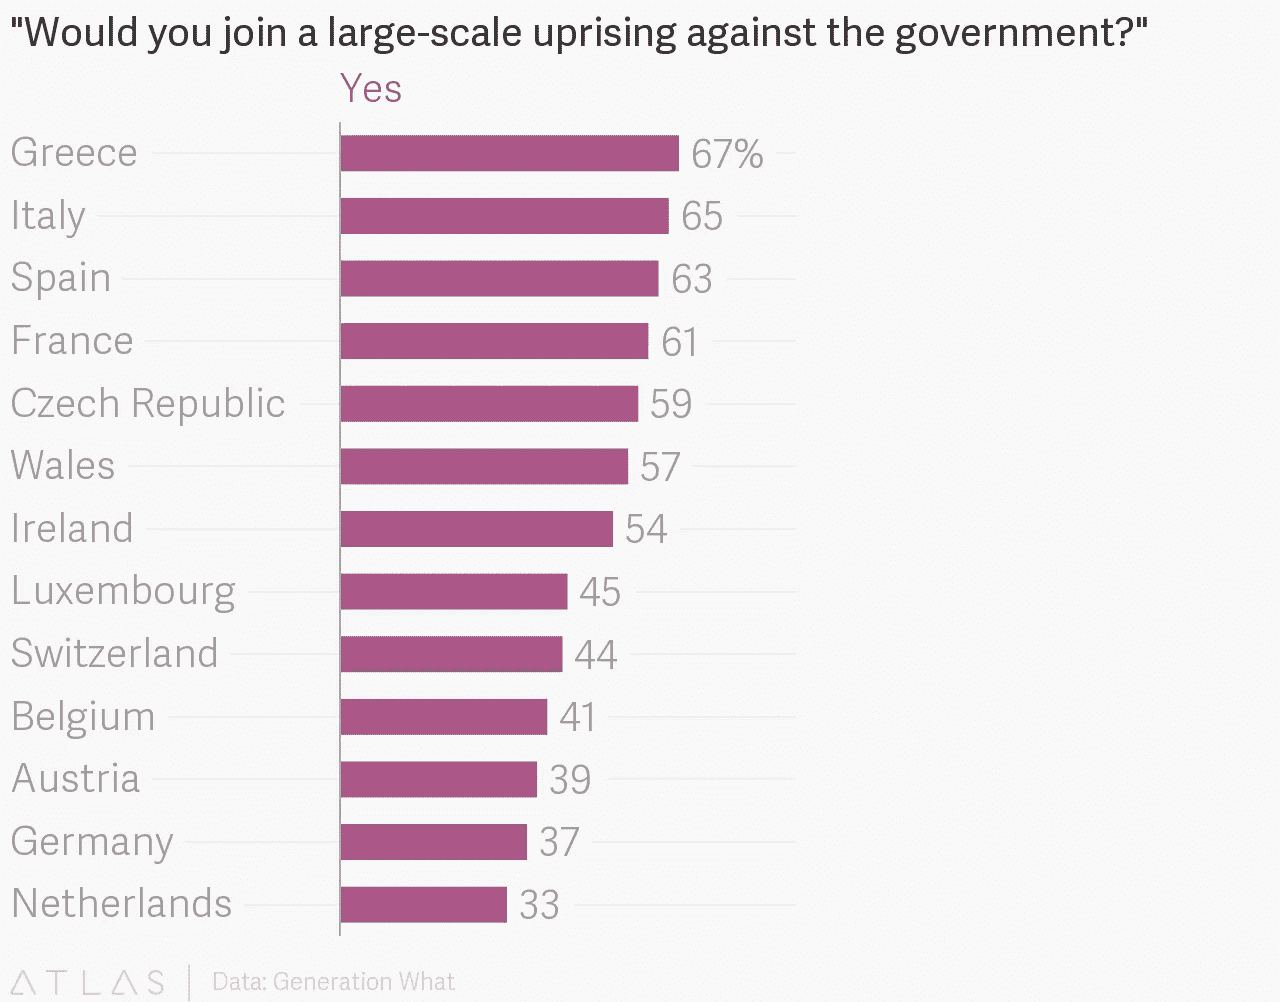 "Would you join a large-scale uprising against the government?"
Yes
Greece 67%
Italy 65
Spain 63
France 61
Czech Republic 59
Wales 57
Ireland 54
Luxembourg 45
Switzerland 44
Belgium 41
Austria 39
Germany 37
Netherlands 33
ATLAS | Data: Generation What